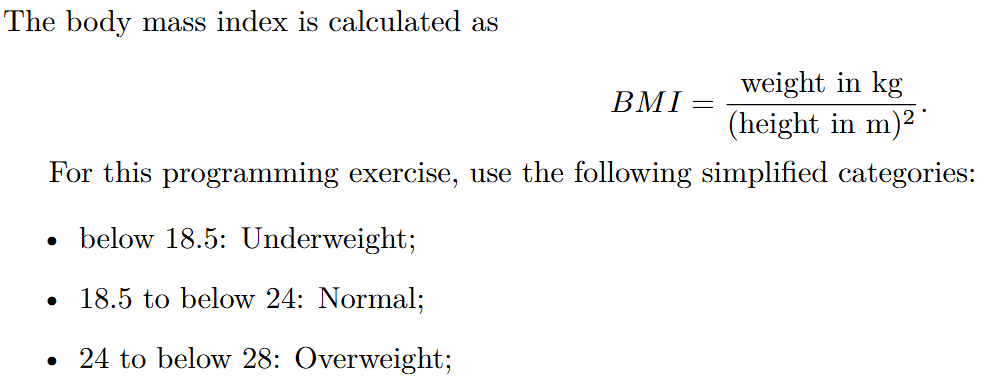 The body mass index is calculated as
BMI = weight in kg / (height in m)².
For this programming exercise, use the following simplified categories:
• below 18.5: Underweight;
• 18.5 to below 24: Normal;
• 24 to below 28: Overweight;